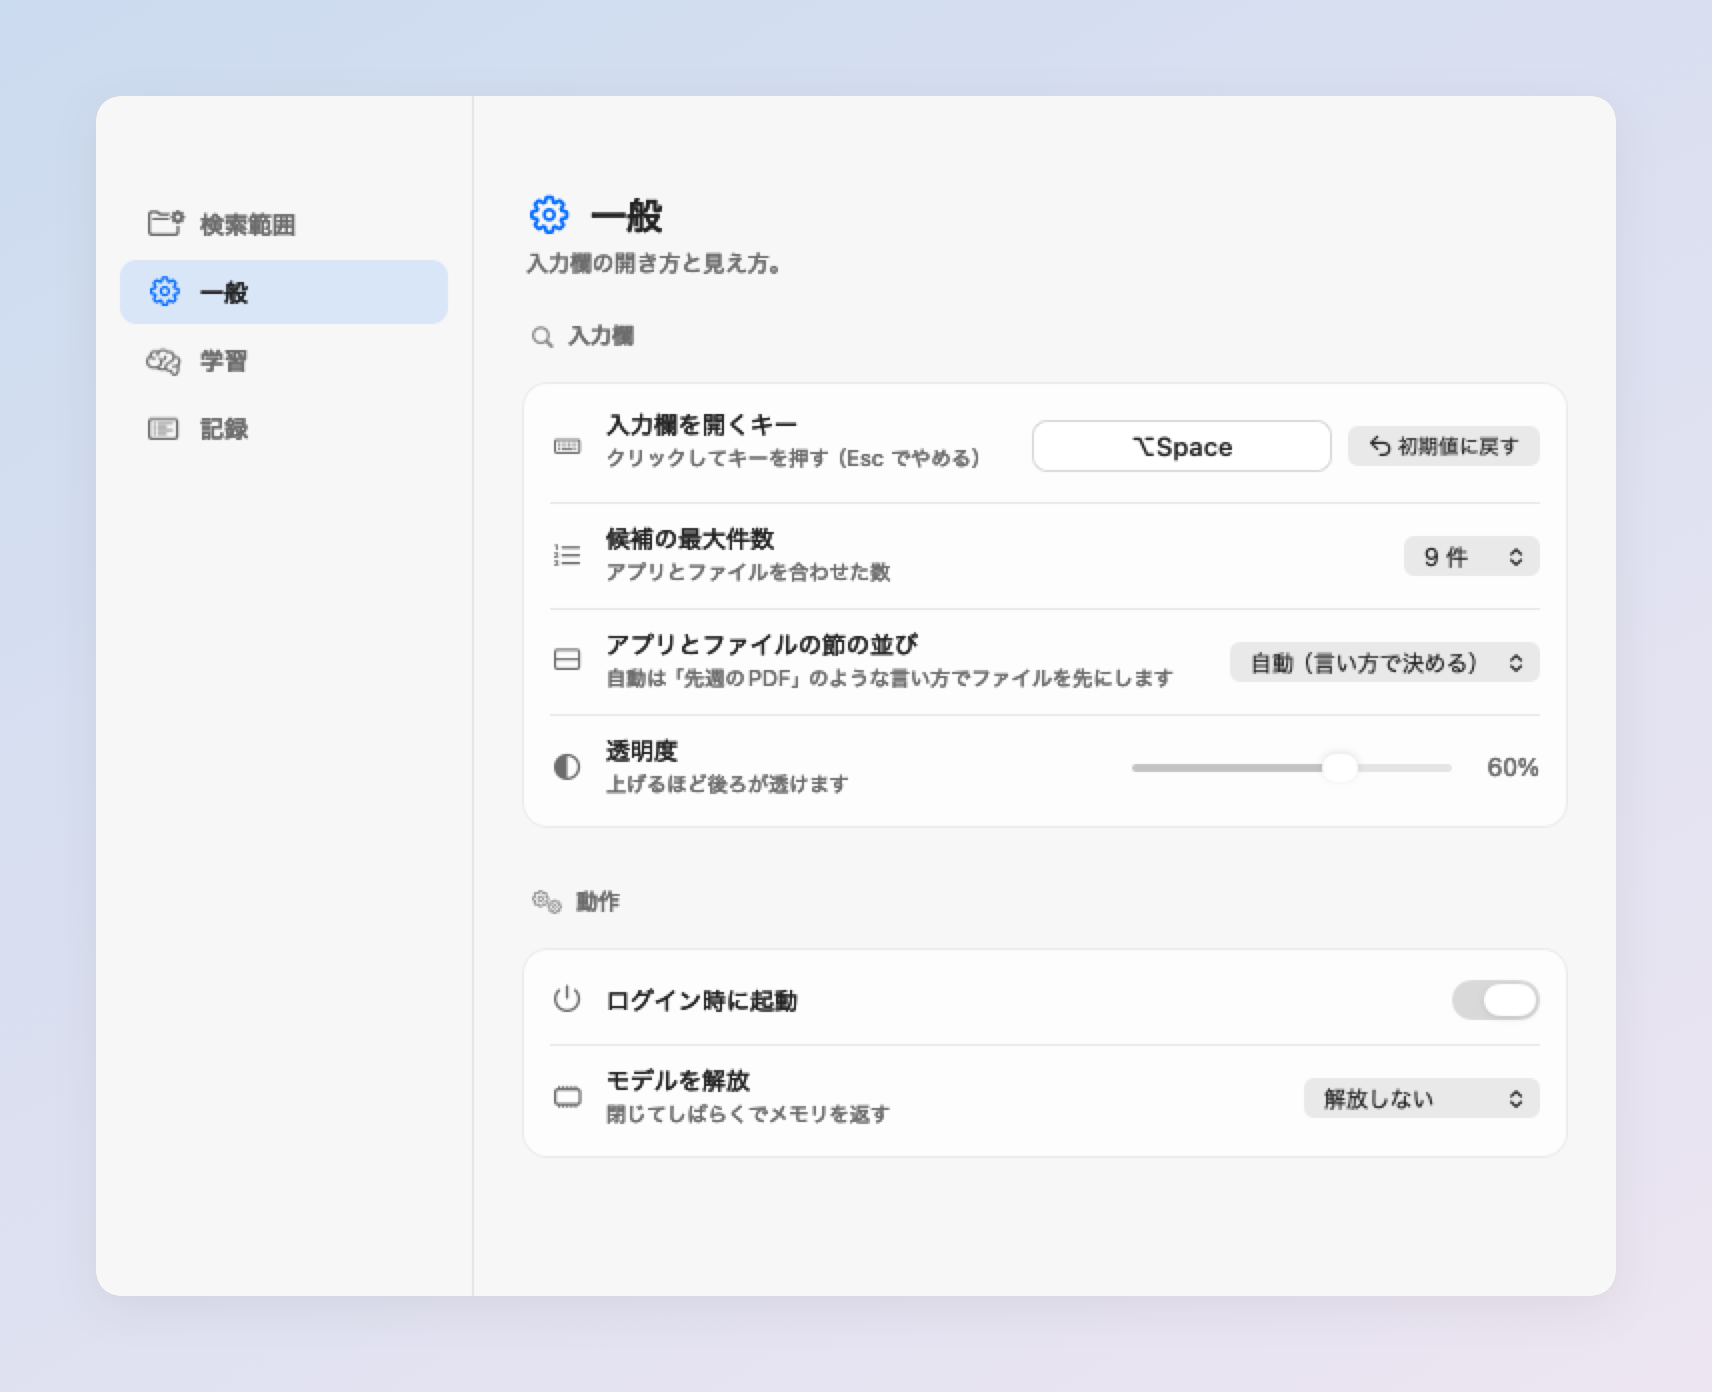 検索範囲
一般
学習
記録
一般
入力欄の開き方と見え方。
入力欄
入力欄を開くキー
クリックしてキーを押す（Esc でやめる）
⌥Space
初期値に戻す
候補の最大件数
アプリとファイルを合わせた数
9 件
アプリとファイルの節の並び
自動は「先週のPDF」のような言い方でファイルを先にします
自動（言い方で決める）
透明度
上げるほど後ろが透けます
60%
動作
ログイン時に起動
モデルを解放
閉じてしばらくでメモリを返す
解放しない